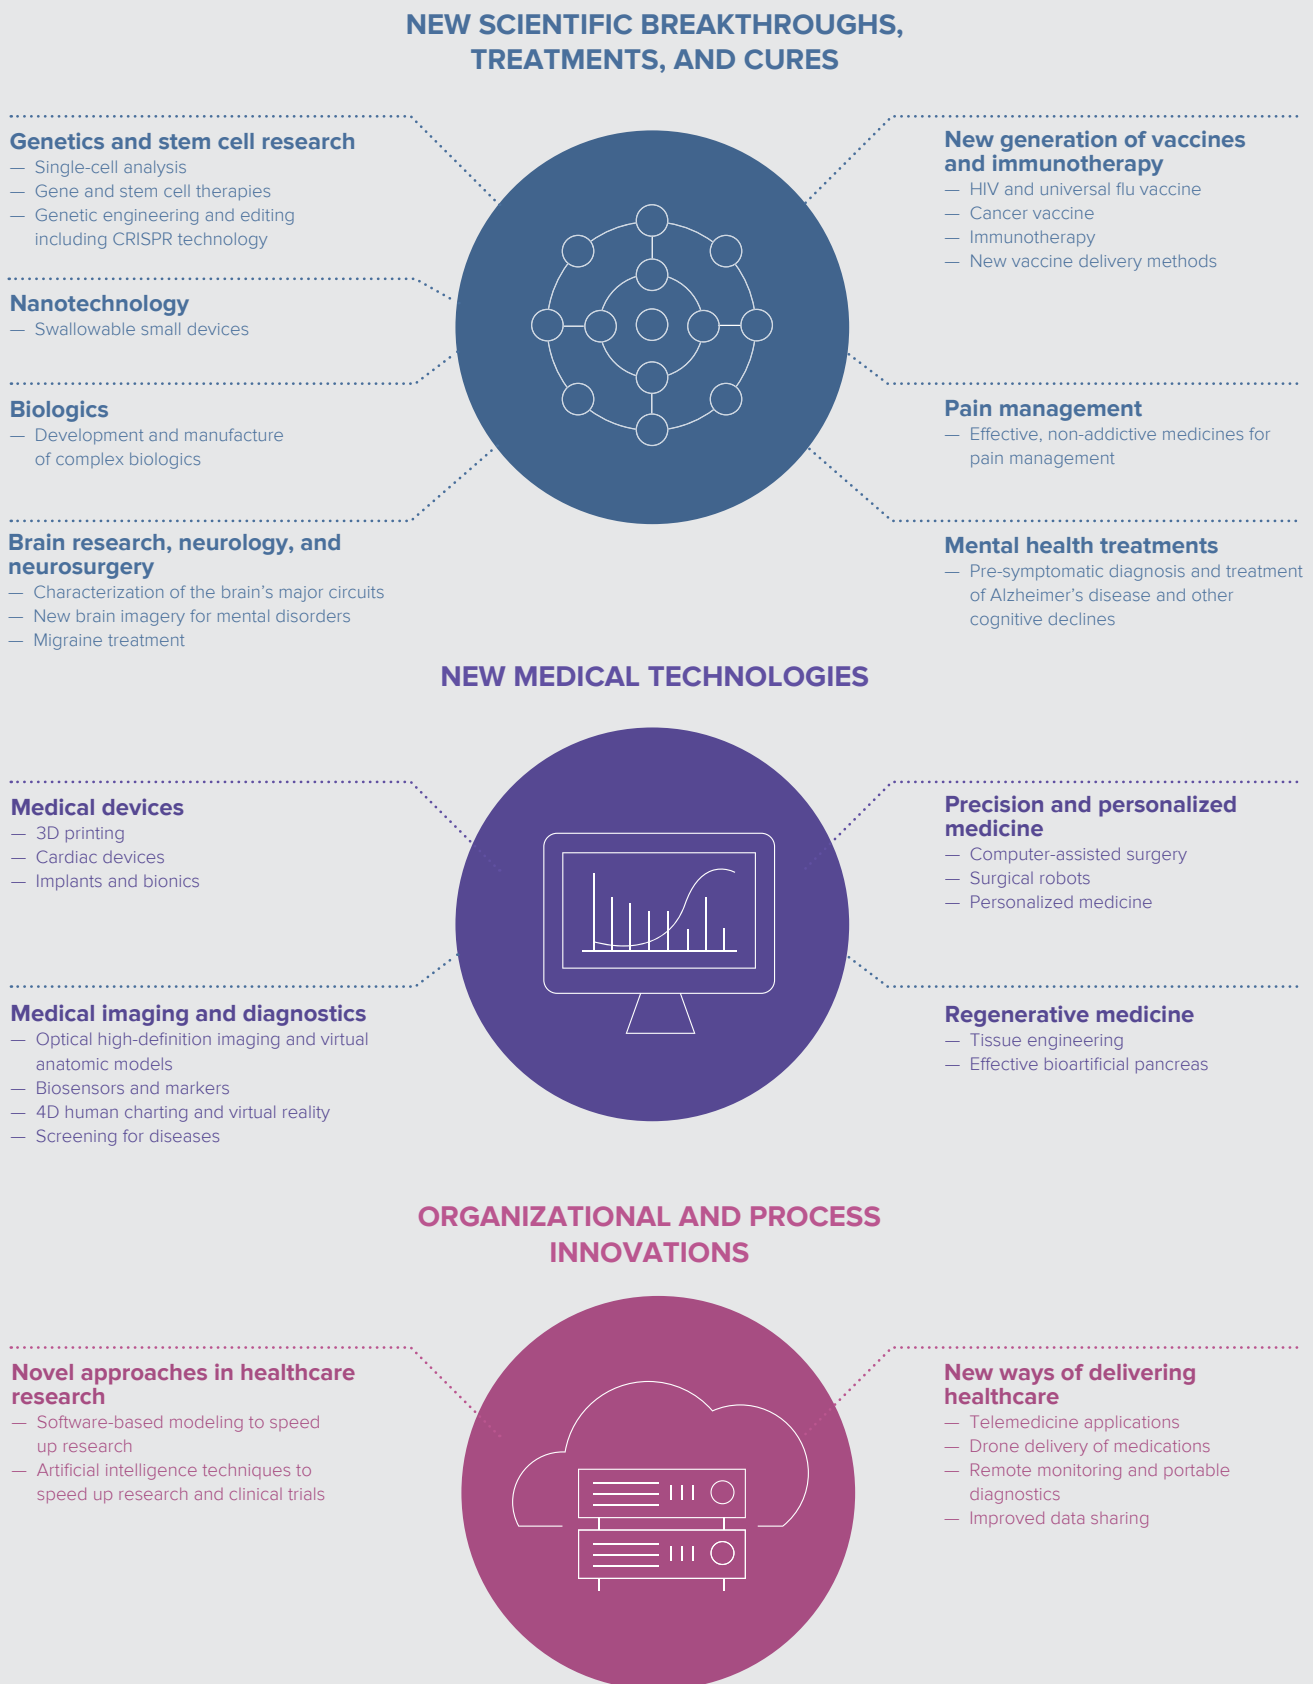 NEW SCIENTIFIC BREAKTHROUGHS,
TREATMENTS, AND CURES
Genetics and stem cell research
— Single-cell analysis
— Gene and stem cell therapies
— Genetic engineering and editing
including CRISPR technology
Nanotechnology
— Swallowable small devices
Biologics
— Development and manufacture
of complex biologics
Brain research, neurology, and
neurosurgery
— Characterization of the brain’s major circuits
— New brain imagery for mental disorders
— Migraine treatment
New generation of vaccines
and immunotherapy
— HIV and universal flu vaccine
— Cancer vaccine
— Immunotherapy
— New vaccine delivery methods
Pain management
— Effective, non-addictive medicines for
pain management
Mental health treatments
— Pre-symptomatic diagnosis and treatment
of Alzheimer’s disease and other
cognitive declines
NEW MEDICAL TECHNOLOGIES
Medical devices
— 3D printing
— Cardiac devices
— Implants and bionics
Medical imaging and diagnostics
— Optical high-definition imaging and virtual
anatomic models
— Biosensors and markers
— 4D human charting and virtual reality
— Screening for diseases
Precision and personalized
medicine
— Computer-assisted surgery
— Surgical robots
— Personalized medicine
Regenerative medicine
— Tissue engineering
— Effective bioartificial pancreas
ORGANIZATIONAL AND PROCESS
INNOVATIONS
Novel approaches in healthcare
research
— Software-based modeling to speed
up research
— Artificial intelligence techniques to
speed up research and clinical trials
New ways of delivering
healthcare
— Telemedicine applications
— Drone delivery of medications
— Remote monitoring and portable
diagnostics
— Improved data sharing